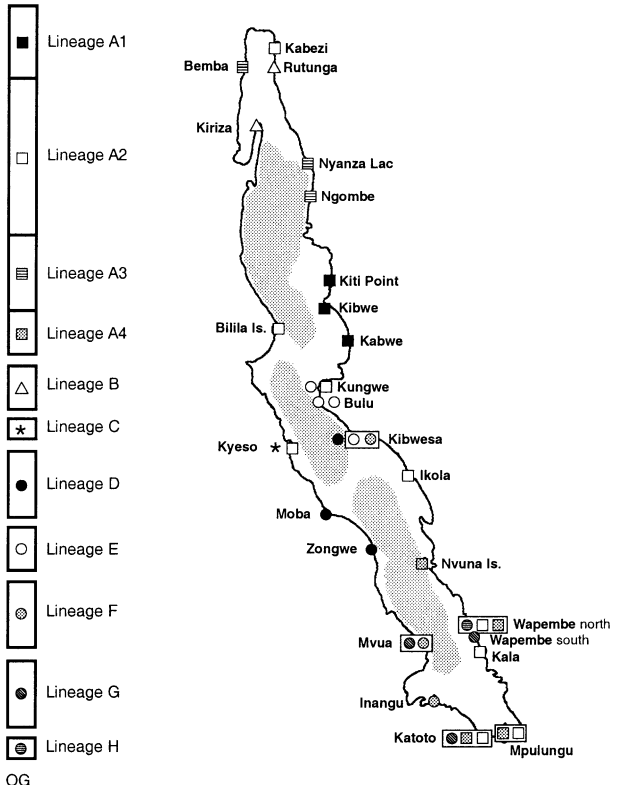 Lineage A1
Lineage A2
Lineage A3
Lineage A4
Lineage B
Lineage C
Lineage D
Lineage E
Lineage F
Lineage G
Lineage H
OG
Kabezi
Bemba
Rutunga
Kiriza
Nyanza Lac
Ngombe
Kiti Point
Kibwe
Bilila Is.
Kabwe
Kungwe
Bulu
Kibwesa
Kyeso
Ikola
Moba
Zongwe
Nvuna Is.
Wapembe north
Wapembe south
Mvua
Kala
Inangu
Katoto
Mpulungu